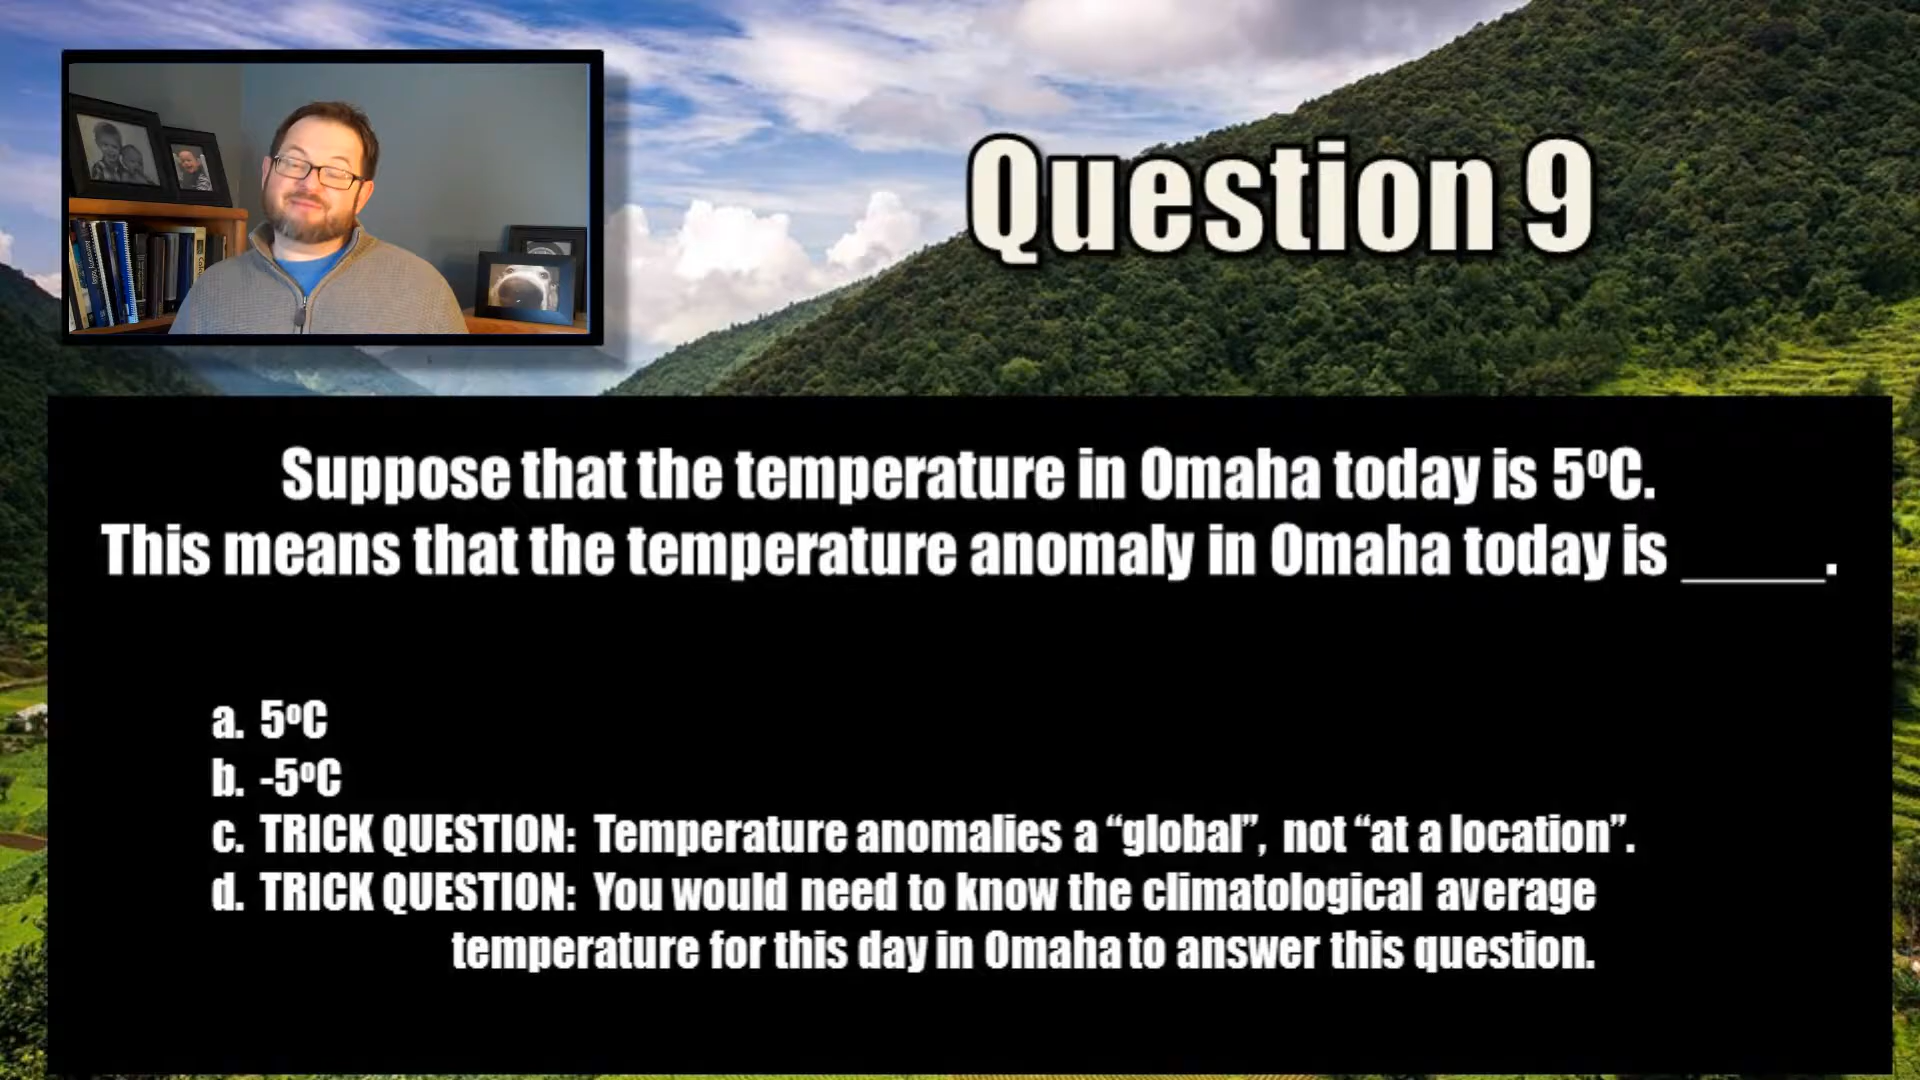 Question 9
Suppose that the temperature in Omaha today is 5ºC.
This means that the temperature anomaly in Omaha today is _____.
a. 5ºC
b. -5ºC
c. TRICK QUESTION: Temperature anomalies a “global”, not “at a location”.
d. TRICK QUESTION: You would need to know the climatological average
temperature for this day in Omaha to answer this question.